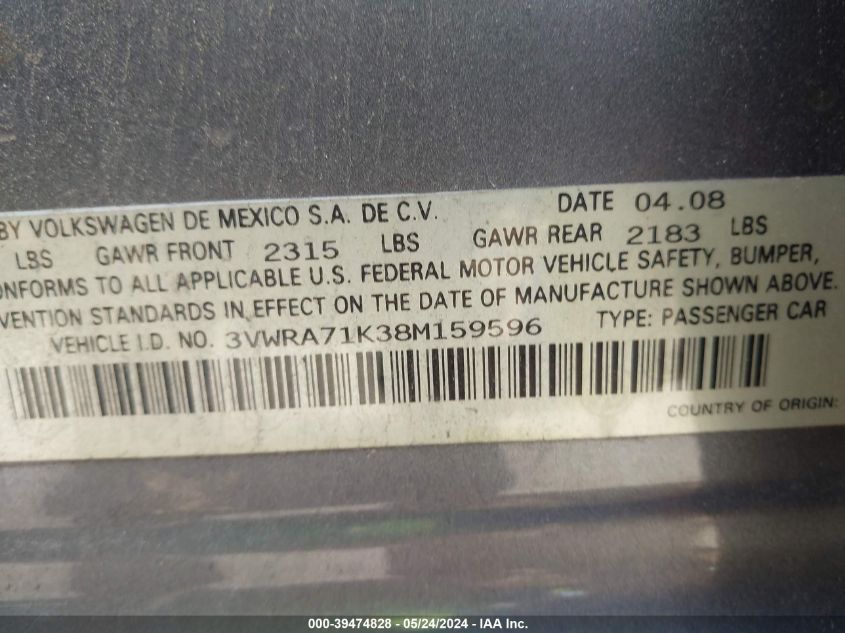 BY VOLKSWAGEN DE MEXICO S.A. DE C.V. DATE 04.08
LBS GAWR FRONT 2315 LBS GAWR REAR 2183 LBS
ONFORMS TO ALL APPLICABLE U.S. FEDERAL MOTOR VEHICLE SAFETY, BUMPER,
VENTION STANDARDS IN EFFECT ON THE DATE OF MANUFACTURE SHOWN ABOVE.
VEHICLE I.D. NO. 3VWRA71K38M159596 TYPE: PASSENGER CAR
COUNTRY OF ORIGIN:
000-39474828 - 05/24/2024 - IAA Inc.